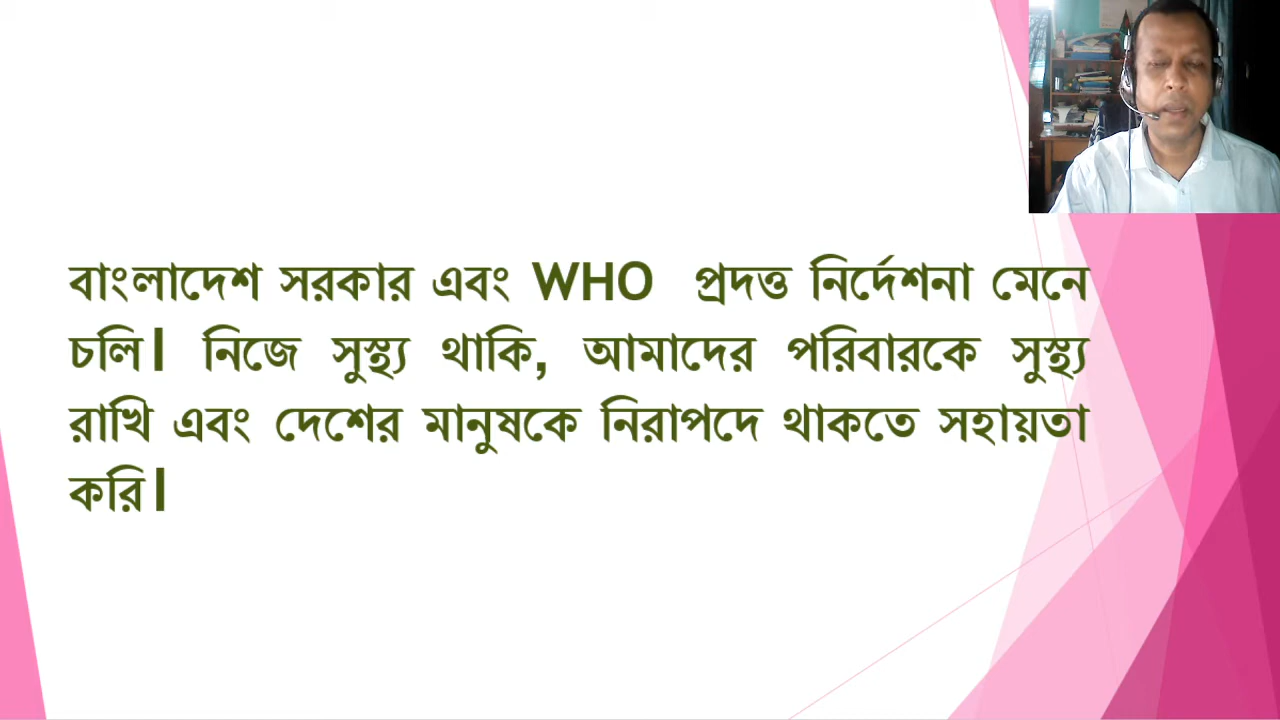 বাংলাদেশ সরকার এবং WHO প্রদত্ত নির্দেশনা মেনে
চলি। নিজে সুস্থ্য থাকি, আমাদের পরিবারকে সুস্থ্য
রাখি এবং দেশের মানুষকে নিরাপদে থাকতে সহায়তা
করি।